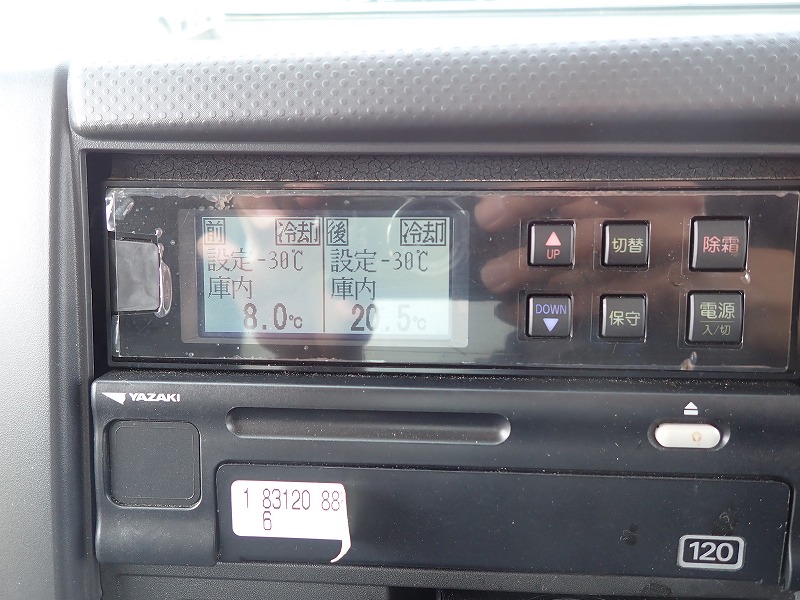 前 冷却 後 冷却
設定-30℃ 設定-30℃
庫内 庫内
8.0℃ 20.5℃
UP 切替 除霜
DOWN 保守 電源
入/切
YAZAKI
1 83120 88
6
120